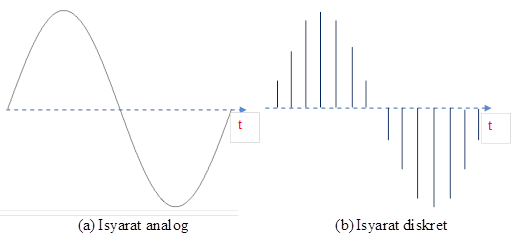 t
t
(a) Isyarat analog
(b) Isyarat diskret